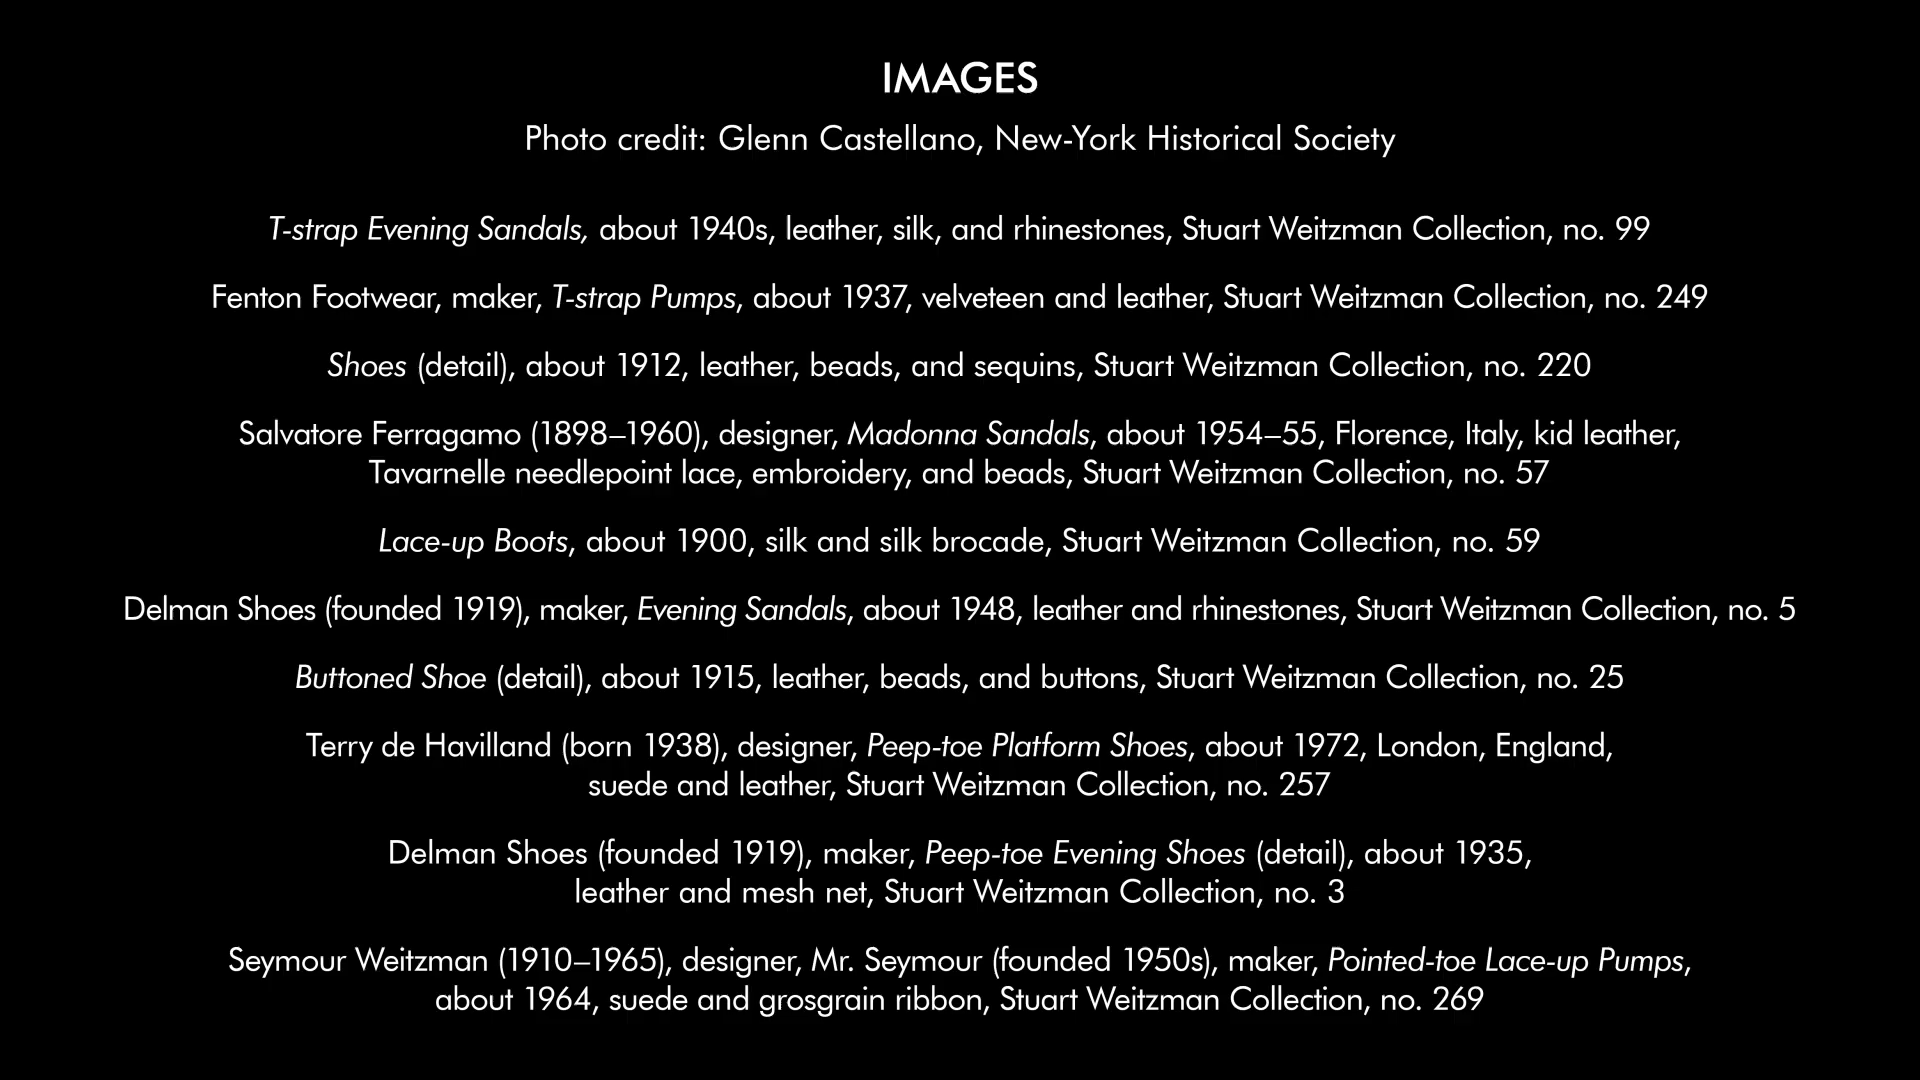 IMAGES
Photo credit: Glenn Castellano, New-York Historical Society
T-strap Evening Sandals, about 1940s, leather, silk, and rhinestones, Stuart Weitzman Collection, no. 99
Fenton Footwear, maker, T-strap Pumps, about 1937, velveteen and leather, Stuart Weitzman Collection, no. 249
Shoes (detail), about 1912, leather, beads, and sequins, Stuart Weitzman Collection, no. 220
Salvatore Ferragamo (1898–1960), designer, Madonna Sandals, about 1954–55, Florence, Italy, kid leather,
Tavarnelle needlepoint lace, embroidery, and beads, Stuart Weitzman Collection, no. 57
Lace-up Boots, about 1900, silk and silk brocade, Stuart Weitzman Collection, no. 59
Delman Shoes (founded 1919), maker, Evening Sandals, about 1948, leather and rhinestones, Stuart Weitzman Collection, no. 5
Buttoned Shoe (detail), about 1915, leather, beads, and buttons, Stuart Weitzman Collection, no. 25
Terry de Havilland (born 1938), designer, Peep-toe Platform Shoes, about 1972, London, England,
suede and leather, Stuart Weitzman Collection, no. 257
Delman Shoes (founded 1919), maker, Peep-toe Evening Shoes (detail), about 1935,
leather and mesh net, Stuart Weitzman Collection, no. 3
Seymour Weitzman (1910–1965), designer, Mr. Seymour (founded 1950s), maker, Pointed-toe Lace-up Pumps,
about 1964, suede and grosgrain ribbon, Stuart Weitzman Collection, no. 269